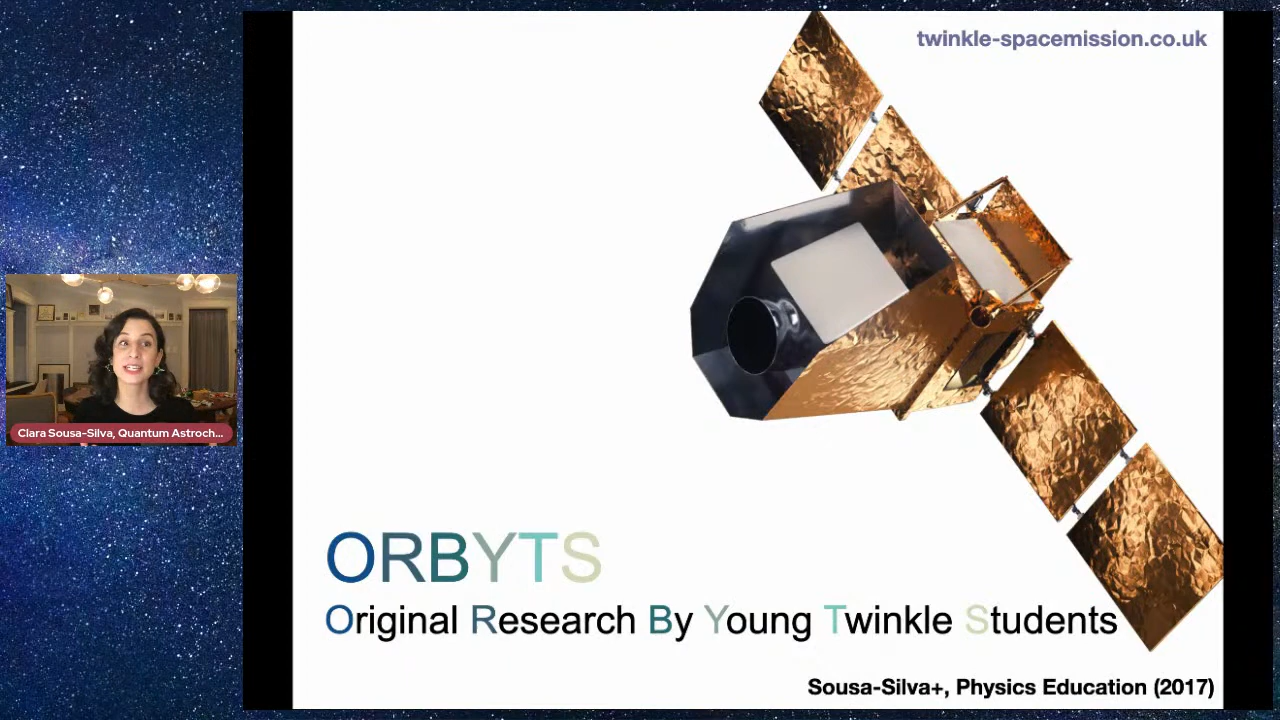 twinkle-spacemission.co.uk
Clara Sousa-Silva, Quantum Astroch...
ORBYTS
Original Research By Young Twinkle Students
Sousa-Silva+, Physics Education (2017)